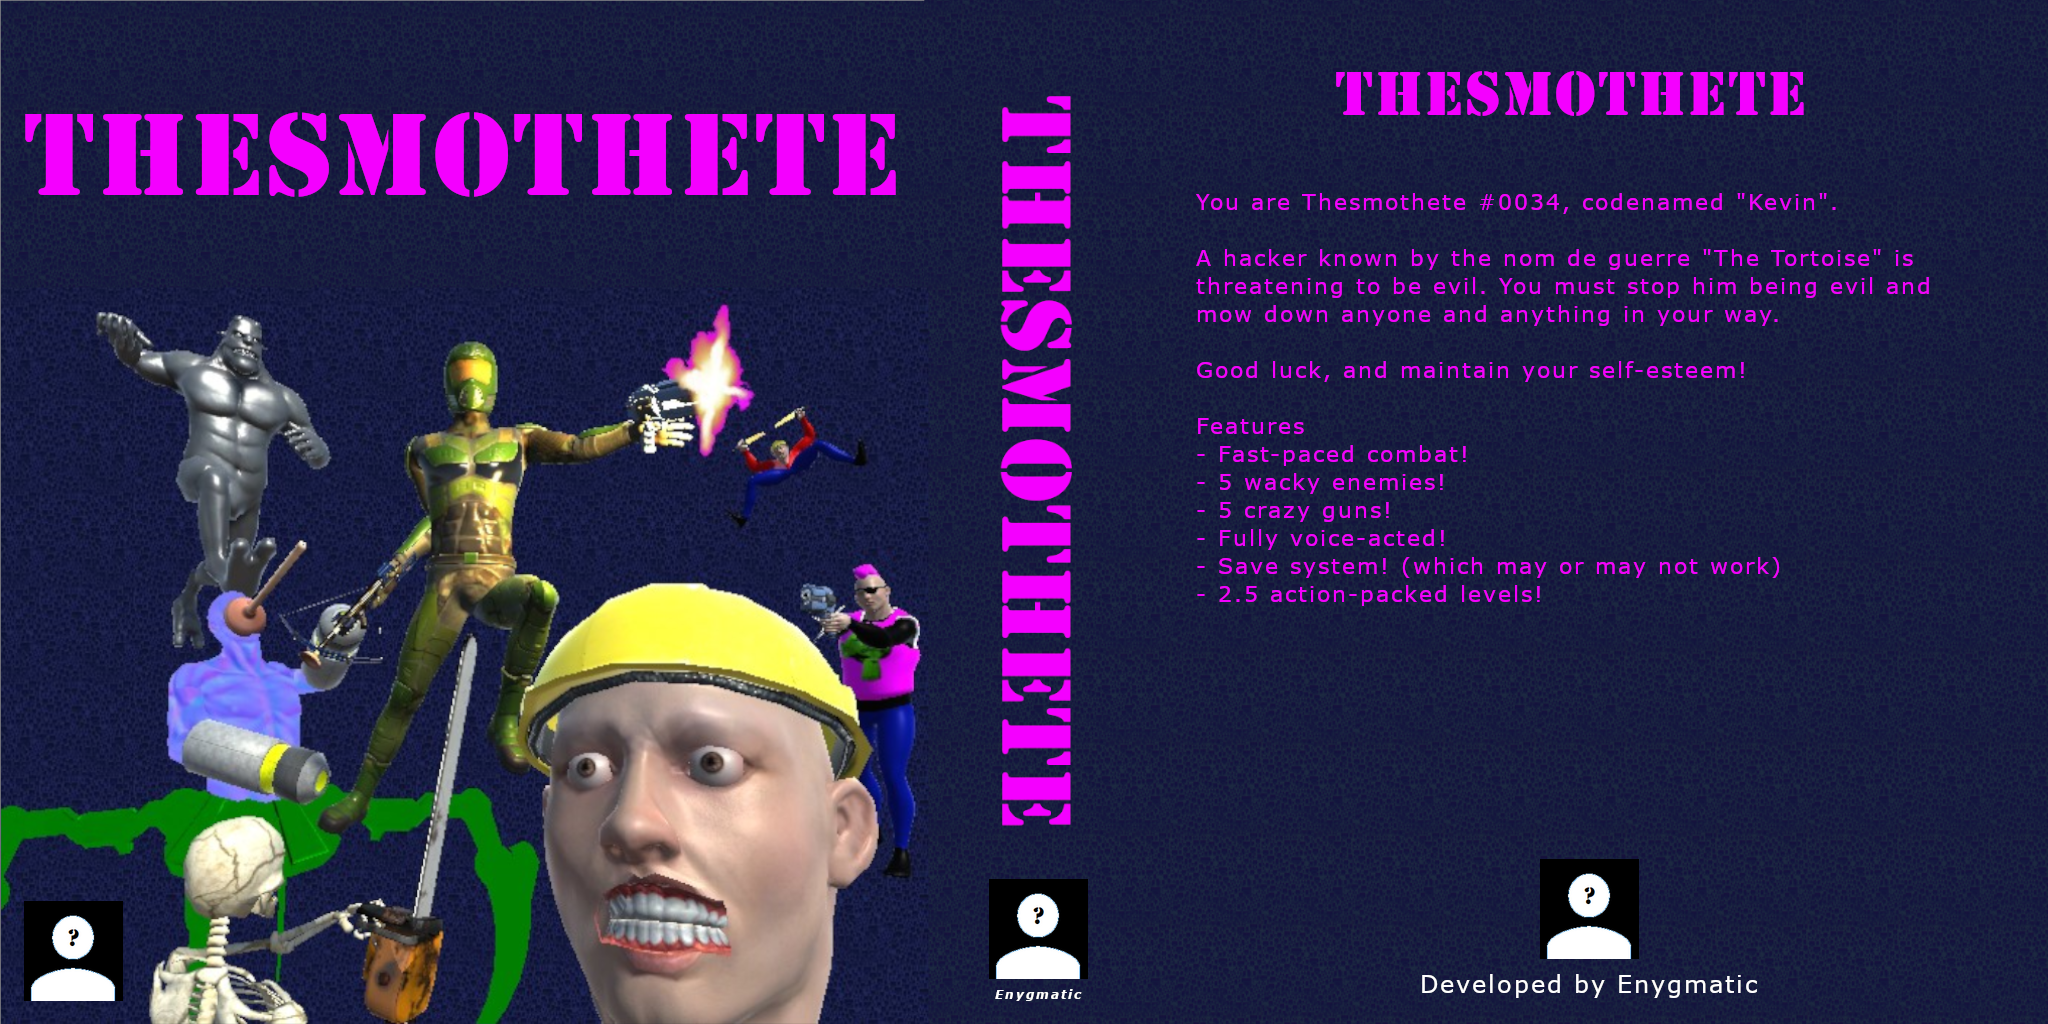 THESMOTHETE
?
THESMOTHETE
?
Enygmatic
THESMOTHETE
You are Thesmothete #0034, codenamed "Kevin".
A hacker known by the nom de guerre "The Tortoise" is
threatening to be evil. You must stop him being evil and
mow down anyone and anything in your way.
Good luck, and maintain your self-esteem!
Features
- Fast-paced combat!
- 5 wacky enemies!
- 5 crazy guns!
- Fully voice-acted!
- Save system! (which may or may not work)
- 2.5 action-packed levels!
?
Developed by Enygmatic